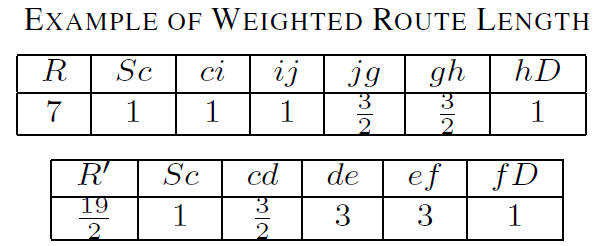 EXAMPLE OF WEIGHTED ROUTE LENGTH
R Sc ci ij jg gh hD
7 1 1 1 3/2 3/2 1
R′ Sc cd de ef fD
19/2 1 3/2 3 3 1